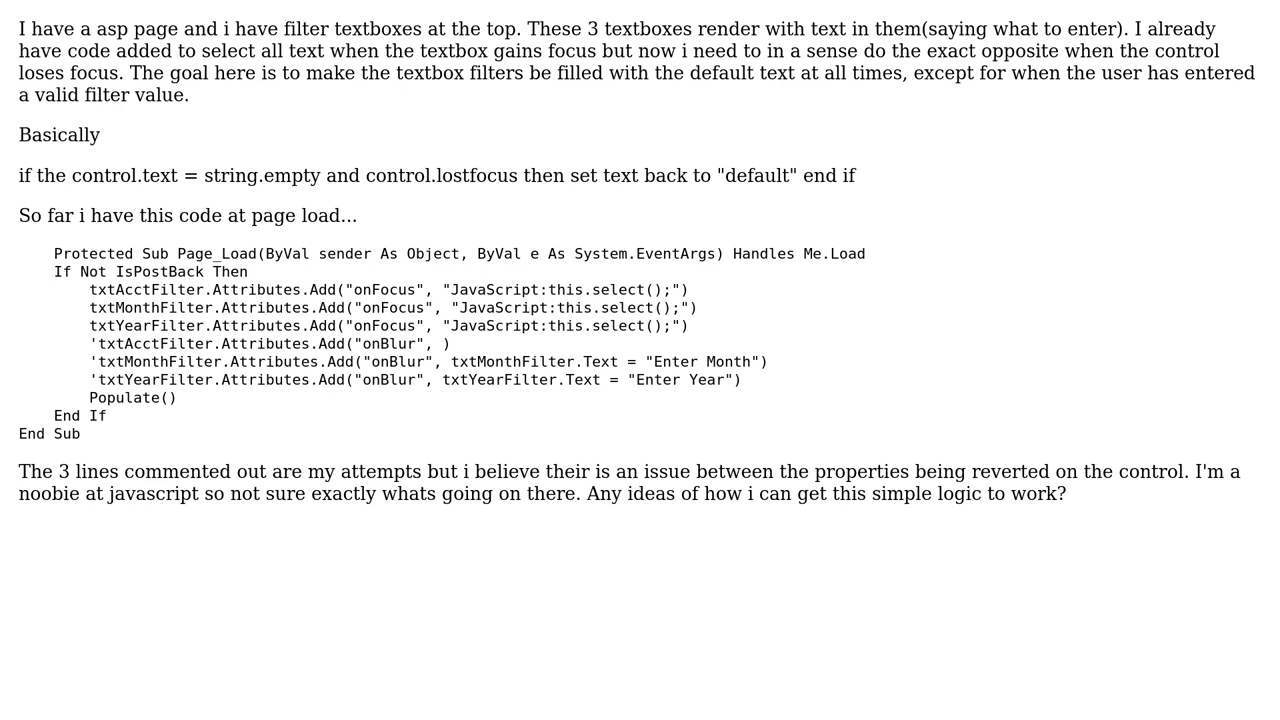 I have a asp page and i have filter textboxes at the top. These 3 textboxes render with text in them(saying what to enter). I already
have code added to select all text when the textbox gains focus but now i need to in a sense do the exact opposite when the control
loses focus. The goal here is to make the textbox filters be filled with the default text at all times, except for when the user has entered
a valid filter value.
Basically
if the control.text = string.empty and control.lostfocus then set text back to "default" end if
So far i have this code at page load...
    Protected Sub Page_Load(ByVal sender As Object, ByVal e As System.EventArgs) Handles Me.Load
    If Not IsPostBack Then
        txtAcctFilter.Attributes.Add("onFocus", "JavaScript:this.select();")
        txtMonthFilter.Attributes.Add("onFocus", "JavaScript:this.select();")
        txtYearFilter.Attributes.Add("onFocus", "JavaScript:this.select();")
        'txtAcctFilter.Attributes.Add("onBlur", )
        'txtMonthFilter.Attributes.Add("onBlur", txtMonthFilter.Text = "Enter Month")
        'txtYearFilter.Attributes.Add("onBlur", txtYearFilter.Text = "Enter Year")
        Populate()
    End If
End Sub
The 3 lines commented out are my attempts but i believe their is an issue between the properties being reverted on the control. I'm a
noobie at javascript so not sure exactly whats going on there. Any ideas of how i can get this simple logic to work?